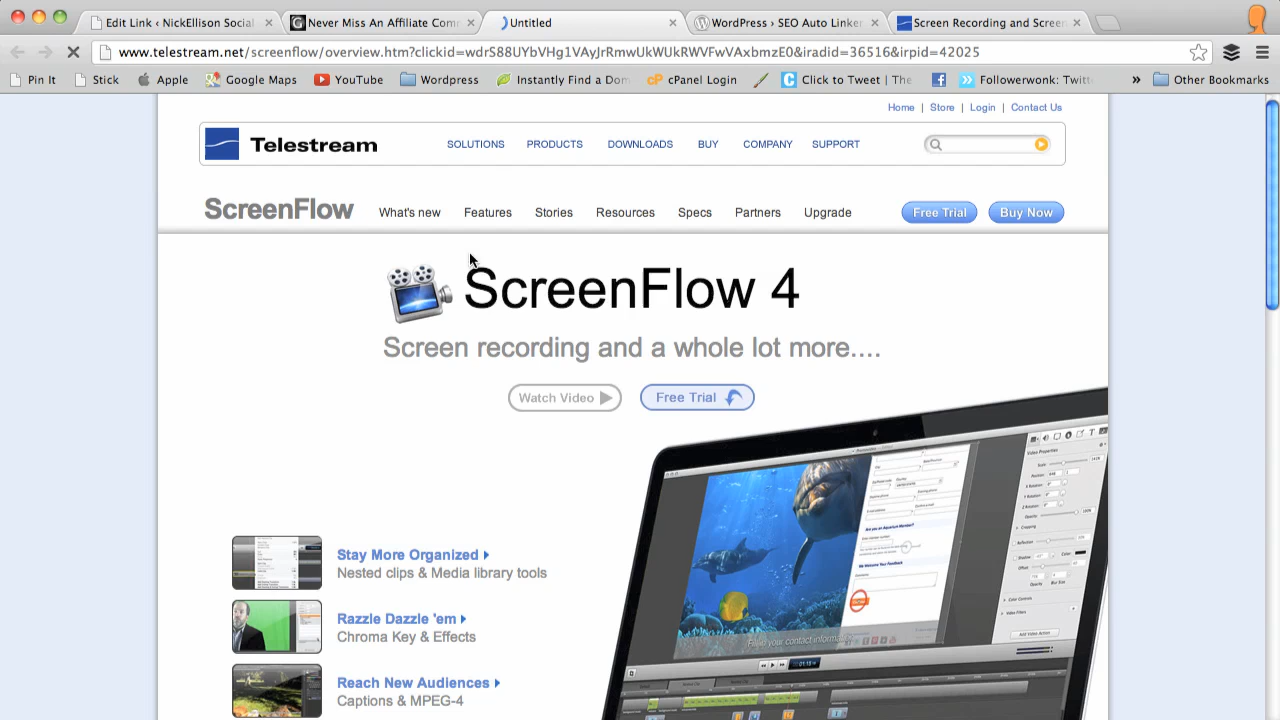 Edit Link ‹ NickEllison Social
Never Miss An Affiliate Com
Untitled
WordPress › SEO Auto Linker
Screen Recording and Screen
www.telestream.net/screenflow/overview.htm?clickid=wdrS88UYbVHg1VAyJrRmwUkWUkRWVFwVAxbmzE0&iradid=36516&irpid=42025
Pin It
Stick
Apple
Google Maps
YouTube
Wordpress
Instantly Find a Dom
cPanel Login
Click to Tweet | The
Followerwonk: Twitt
»
Other Bookmarks
Home | Store | Login | Contact Us
Telestream
SOLUTIONS
PRODUCTS
DOWNLOADS
BUY
COMPANY
SUPPORT
ScreenFlow
What's new
Features
Stories
Resources
Specs
Partners
Upgrade
Free Trial
Buy Now
ScreenFlow 4
Screen recording and a whole lot more....
Watch Video
Free Trial
Video Properties
Stay More Organized
Nested clips & Media library tools
Razzle Dazzle 'em
Chroma Key & Effects
Reach New Audiences
Captions & MPEG-4